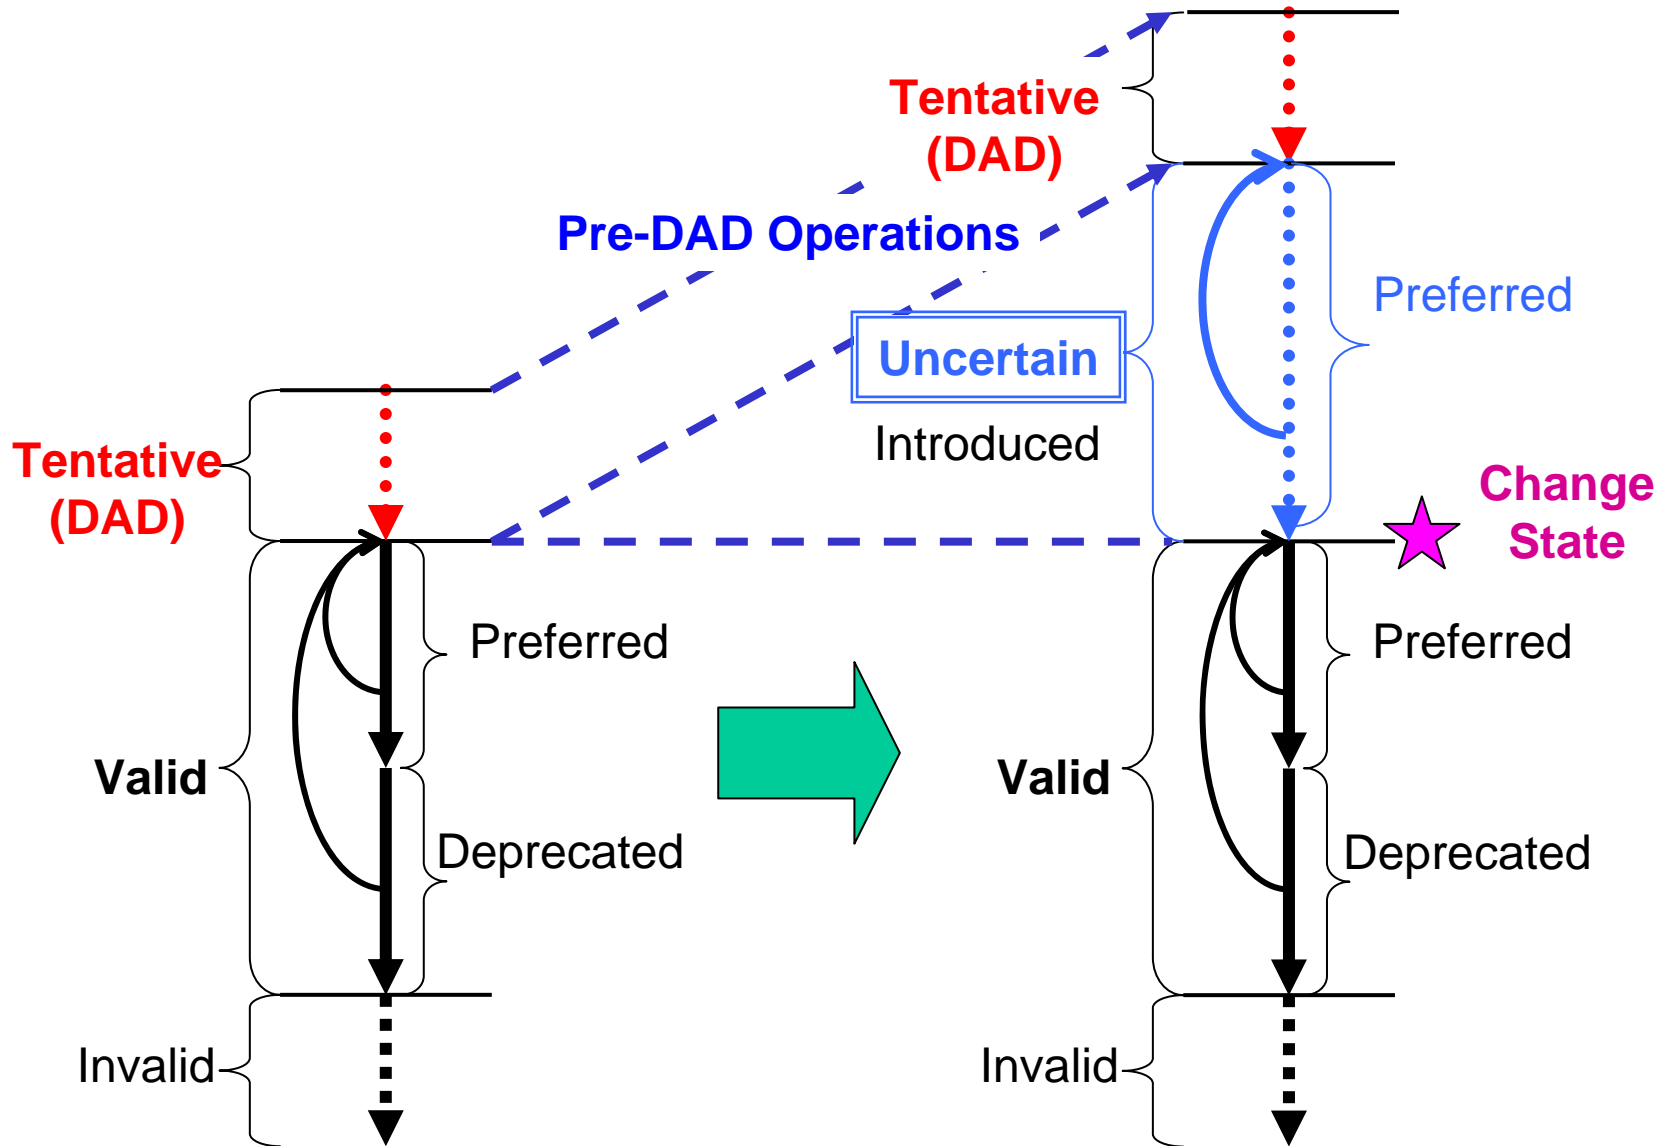 Tentative
(DAD)
Pre-DAD Operations
Preferred
Uncertain
Introduced
Tentative
(DAD)
Change
State
Preferred
Preferred
Valid
Valid
Deprecated
Deprecated
Invalid
Invalid